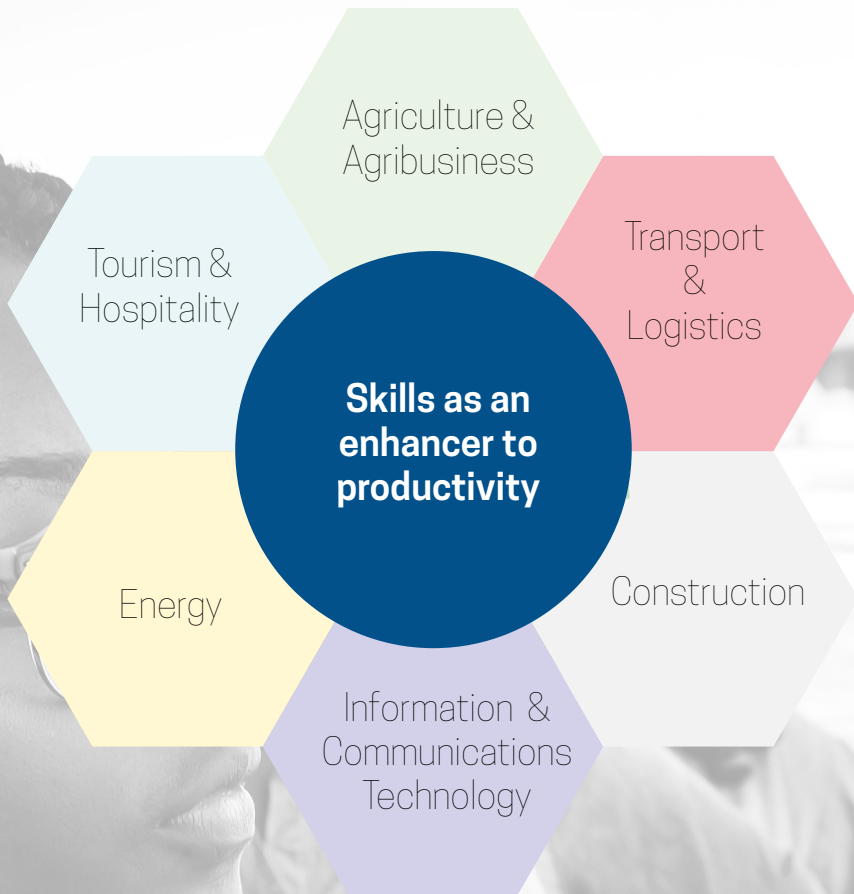 Agriculture &
Agribusiness
Transport
&
Logistics
Tourism &
Hospitality
Skills as an
enhancer to
productivity
Energy
Construction
Information &
Communications
Technology